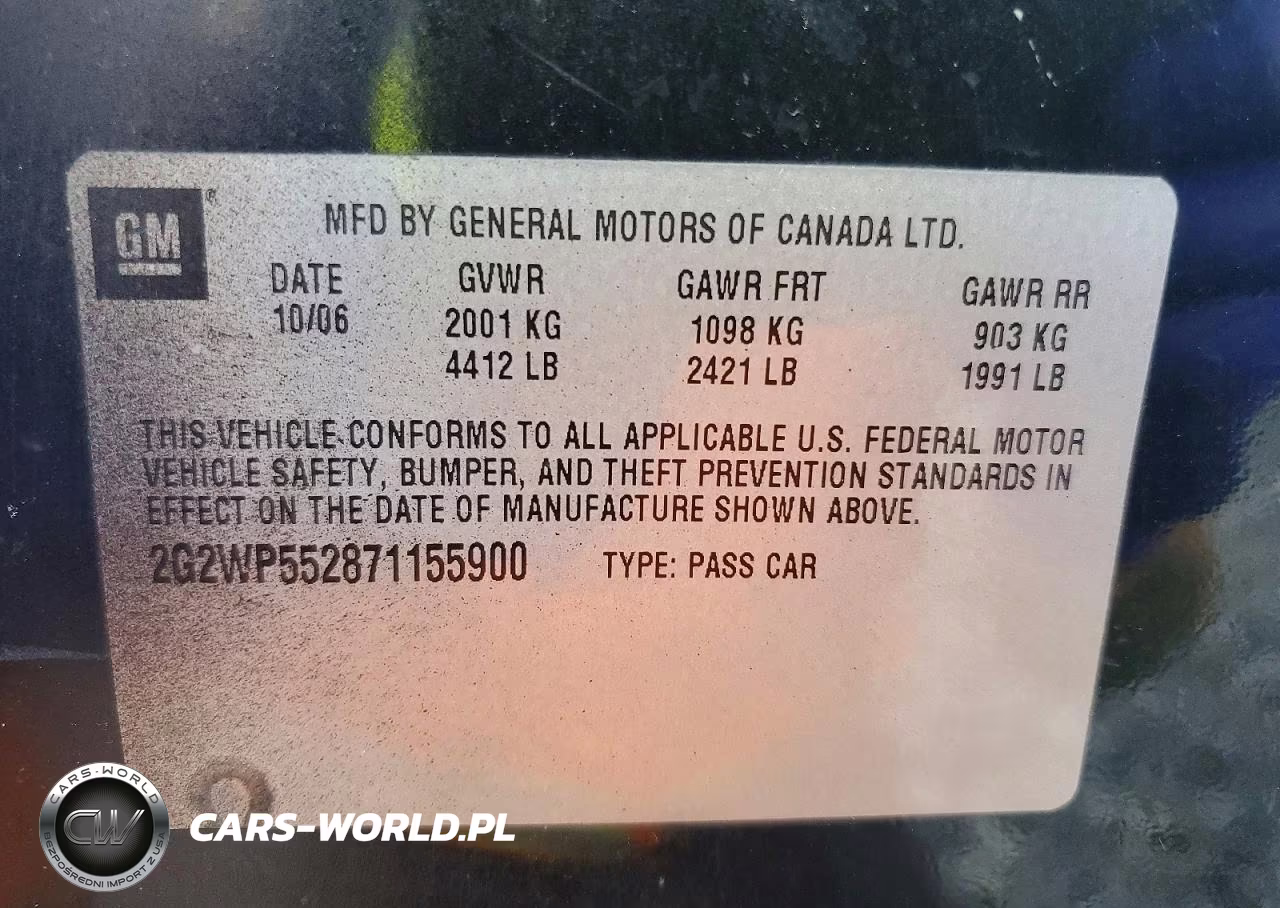 GM ®
MFD BY GENERAL MOTORS OF CANADA LTD.
DATE GVWR GAWR FRT GAWR RR
10/06 2001 KG 1098 KG 903 KG
4412 LB 2421 LB 1991 LB
THIS VEHICLE CONFORMS TO ALL APPLICABLE U.S. FEDERAL MOTOR
VEHICLE SAFETY, BUMPER, AND THEFT PREVENTION STANDARDS IN
EFFECT ON THE DATE OF MANUFACTURE SHOWN ABOVE.
2G2WP552871155900 TYPE: PASS CAR
CARS-WORLD
CW
BEZPOŚREDNI IMPORT Z USA
CARS-WORLD.PL